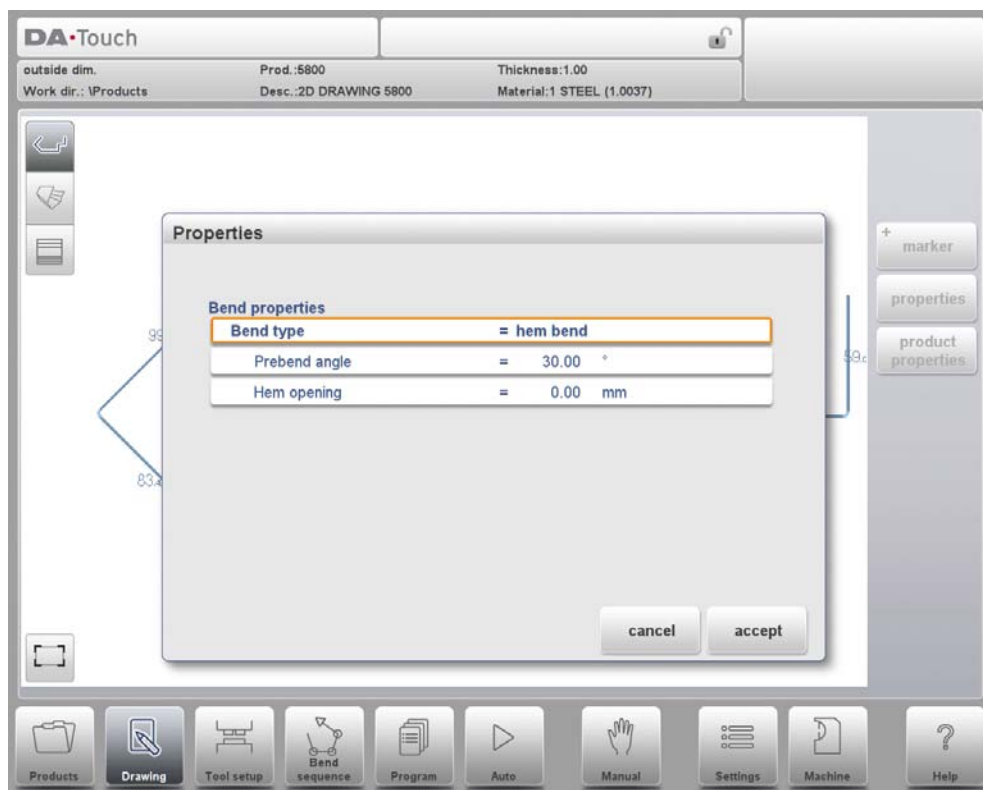 DA·Touch
outside dim. Prod.:5800 Thickness:1.00
Work dir.: \Products Desc.:2D DRAWING 5800 Material:1 STEEL (1.0037)
Properties
+
marker
Bend properties
properties
Bend type = hem bend
product
properties
Prebend angle = 30.00 °
Hem opening = 0.00 mm
cancel accept
Products Drawing Tool setup Bend sequence Program Auto Manual Settings Machine Help